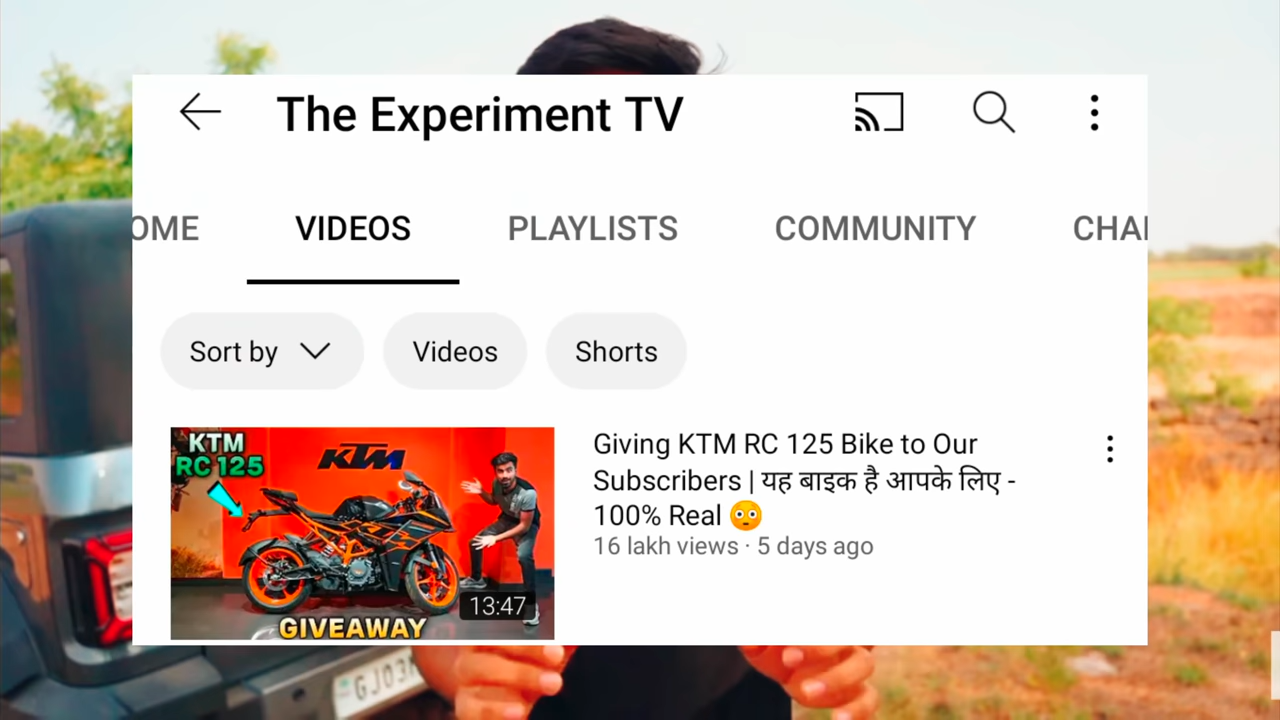 The Experiment TV
OME VIDEOS PLAYLISTS COMMUNITY CHA
Sort by Videos Shorts
KTM
RC 125
KTM
13:47
GIVEAWAY
Giving KTM RC 125 Bike to Our
Subscribers | यह बाइक है आपके लिए -
100% Real 😳
16 lakh views · 5 days ago
GJ03